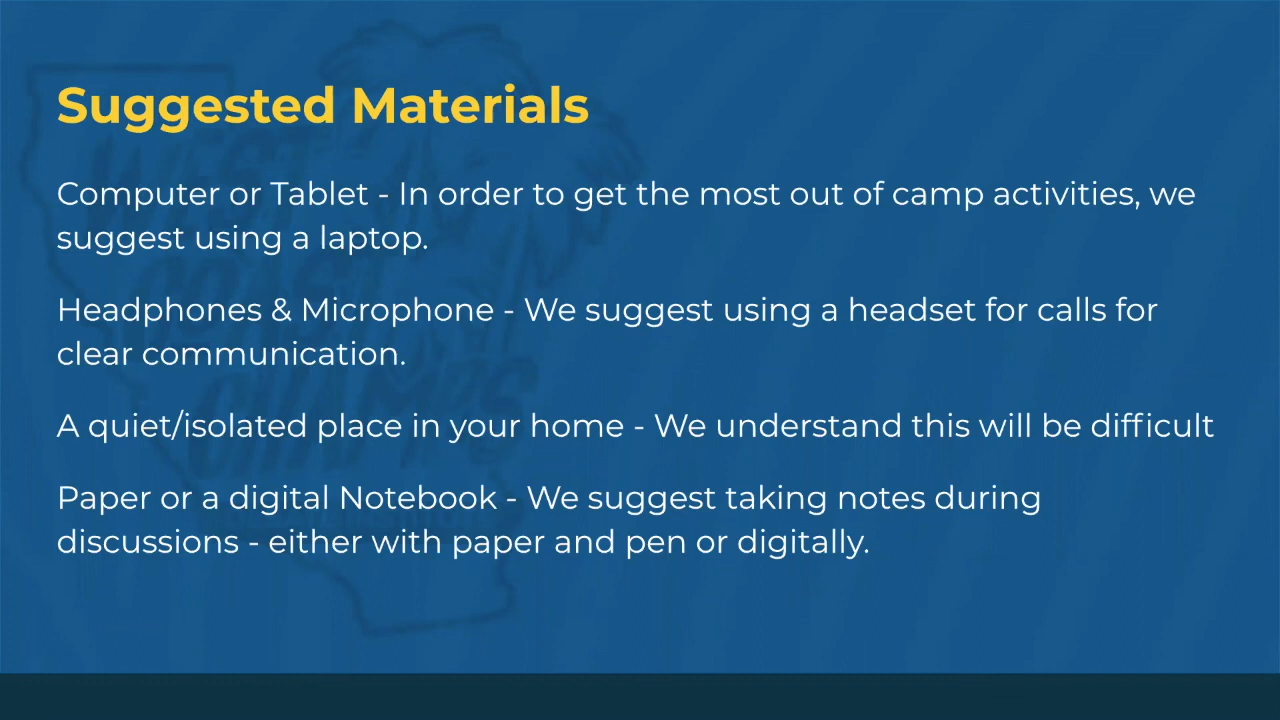 Suggested Materials
Computer or Tablet - In order to get the most out of camp activities, we
suggest using a laptop.
Headphones & Microphone - We suggest using a headset for calls for
clear communication.
A quiet/isolated place in your home - We understand this will be difficult
Paper or a digital Notebook - We suggest taking notes during
discussions - either with paper and pen or digitally.
WEST
COAST
CHAMPS